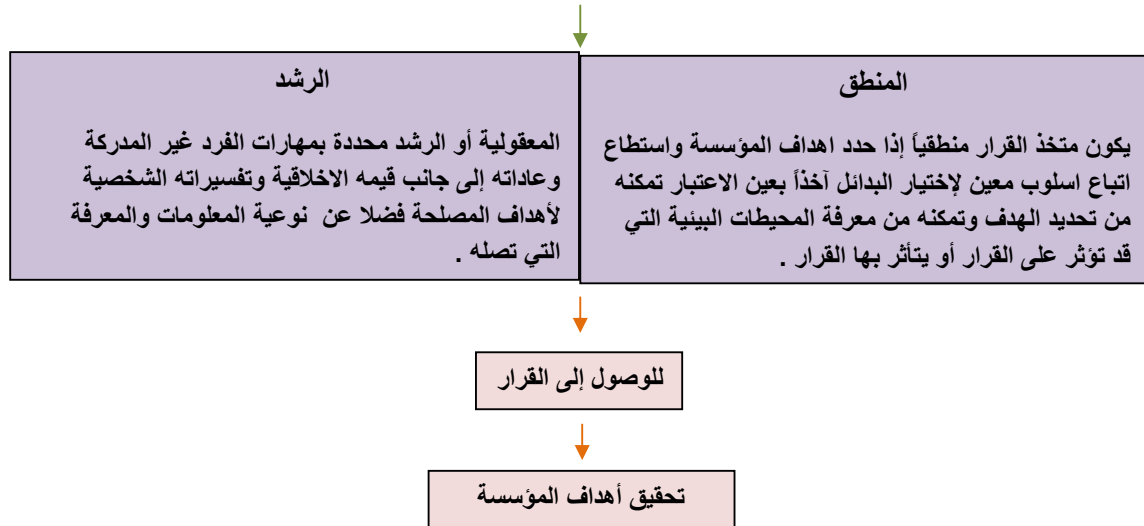 المنطق
يكون متخذ القرار منطقياً إذا حدد اهداف المؤسسة واستطاع
اتباع اسلوب معين لإختيار البدائل آخذاً بعين الاعتبار تمكنه
من تحديد الهدف وتمكنه من معرفة المحيطات البيئية التي
قد تؤثر على القرار أو يتأثر بها القرار .
الرشد
المعقولية أو الرشد محددة بمهارات الفرد غير المدركة
وعاداته إلى جانب قيمه الاخلاقية وتفسيراته الشخصية
لأهداف المصلحة فضلا عن نوعية المعلومات والمعرفة
التي تصله .
للوصول إلى القرار
تحقيق أهداف المؤسسة